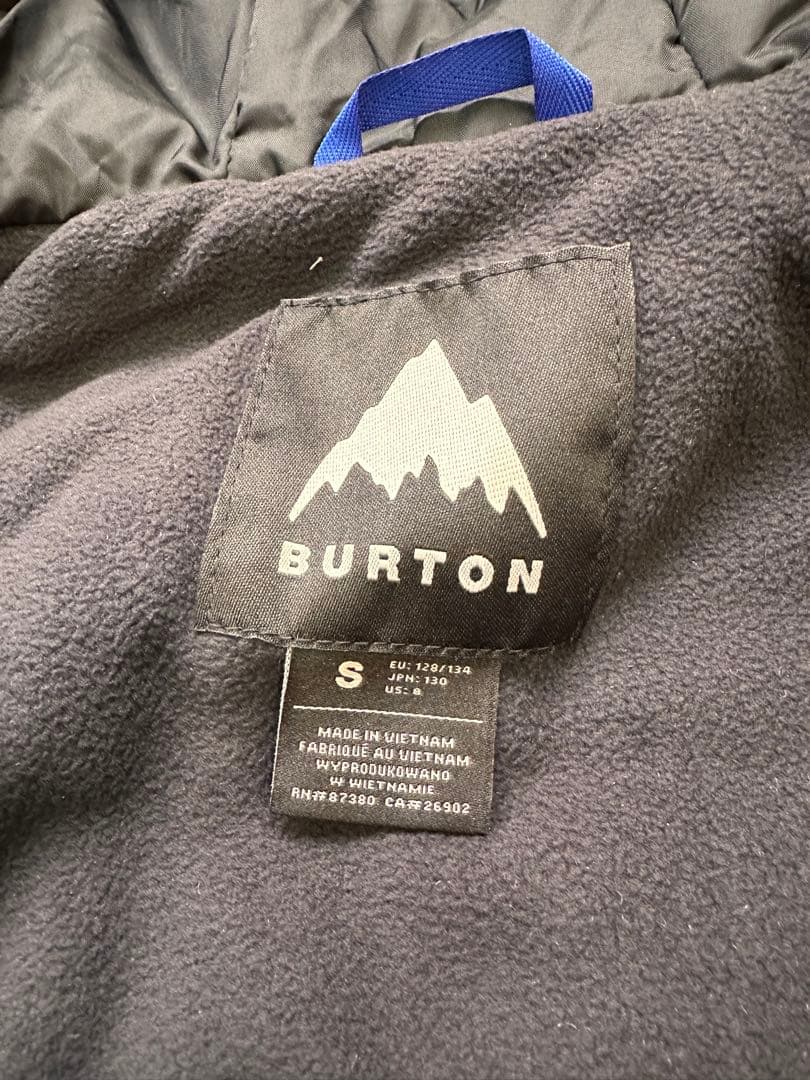 BURTON
S
EU: 128/134
JPN: 130
US: 8
MADE IN VIETNAM
FABRIQUÉ AU VIETNAM
WYPRODUKOWANO
W WIETNAMIE
RN#87380 CA#26902